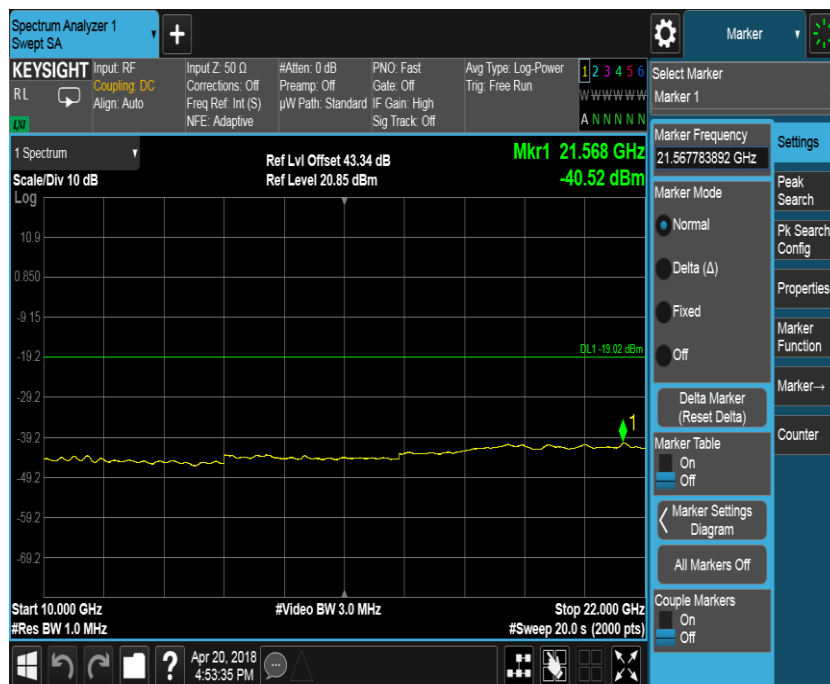 Spectrum Analyzer 1
Swept SA
Marker
KEYSIGHT
RL
LXI
Input: RF
Coupling: DC
Align: Auto
Input Z: 50 Ω
Corrections: Off
Freq Ref: Int (S)
NFE: Adaptive
#Atten: 0 dB
Preamp: Off
µW Path: Standard
PNO: Fast
Gate: Off
IF Gain: High
Sig Track: Off
Avg Type: Log-Power
Trig: Free Run
1 2 3 4 5 6
W W W W W W
A N N N N N
Select Marker
Marker 1
1 Spectrum
Scale/Div 10 dB
Log
Ref Lvl Offset 43.34 dB
Ref Level 20.85 dBm
Mkr1 21.568 GHz
-40.52 dBm
10.9
0.850
-9.15
-19.2
-29.2
-39.2
-49.2
-59.2
-69.2
DL1 -19.02 dBm
1
Start 10.000 GHz
#Res BW 1.0 MHz
#Video BW 3.0 MHz
Stop 22.000 GHz
#Sweep 20.0 s (2000 pts)
Marker Frequency
21.567783892 GHz
Marker Mode
Normal
Delta (Δ)
Fixed
Off
Delta Marker
(Reset Delta)
Marker Table
On
Off
Marker Settings
Diagram
All Markers Off
Couple Markers
On
Off
Settings
Peak
Search
Pk Search
Config
Properties
Marker
Function
Marker→
Counter
?
Apr 20, 2018
4:53:35 PM